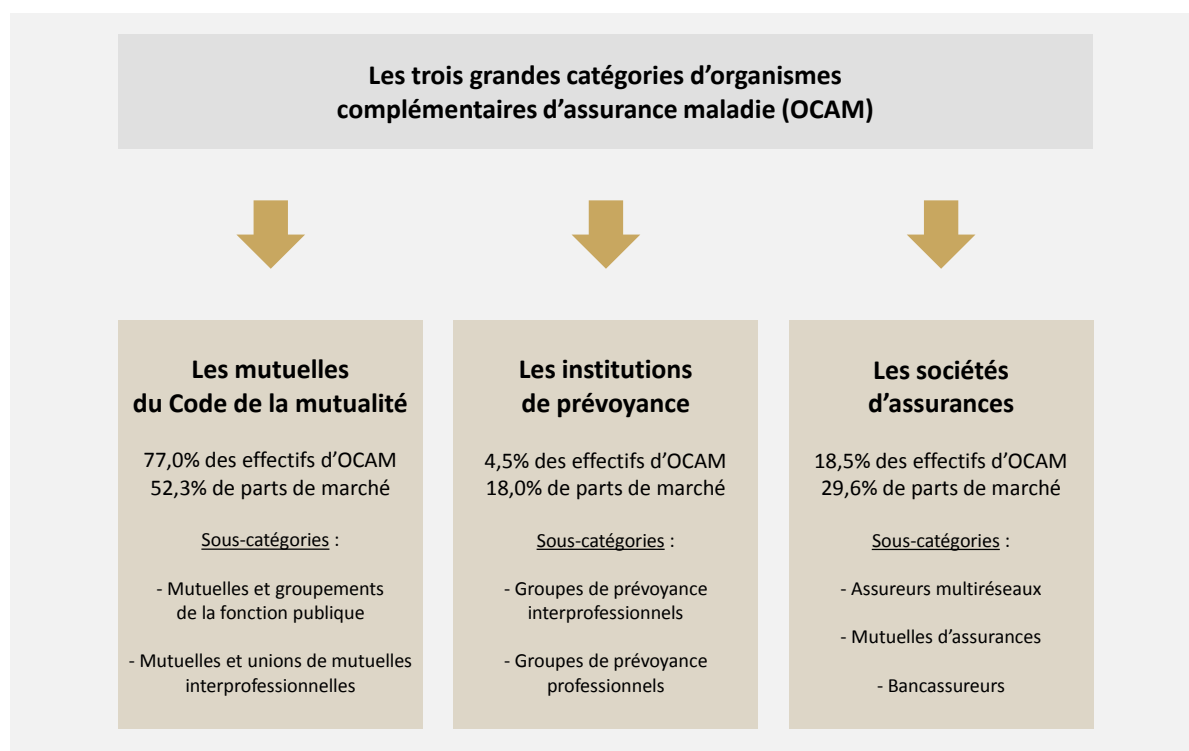 Les trois grandes catégories d’organismes
complémentaires d’assurance maladie (OCAM)
Les mutuelles
du Code de la mutualité
77,0% des effectifs d’OCAM
52,3% de parts de marché
Sous-catégories :
- Mutuelles et groupements
de la fonction publique
- Mutuelles et unions de mutuelles
interprofessionnelles
Les institutions
de prévoyance
4,5% des effectifs d’OCAM
18,0% de parts de marché
Sous-catégories :
- Groupes de prévoyance
interprofessionnels
- Groupes de prévoyance
professionnels
Les sociétés
d’assurances
18,5% des effectifs d’OCAM
29,6% de parts de marché
Sous-catégories :
- Assureurs multiréseaux
- Mutuelles d’assurances
- Bancassureurs